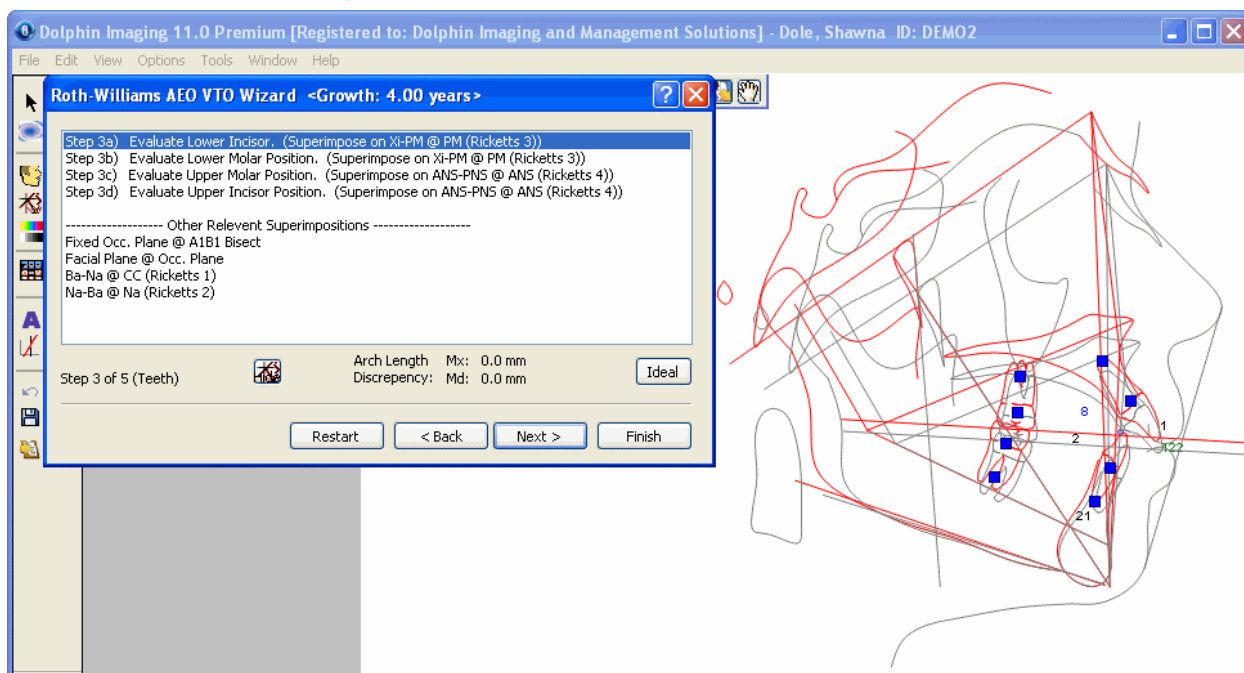 Dolphin Imaging 11.0 Premium [Registered to: Dolphin Imaging and Management Solutions] - Dole, Shawna  ID: DEMO2
File Edit View Options Tools Window Help
Roth-Williams AEO VTO Wizard <Growth: 4.00 years>
Step 3a) Evaluate Lower Incisor. (Superimpose on Xi-PM @ PM (Ricketts 3))
Step 3b) Evaluate Lower Molar Position. (Superimpose on Xi-PM @ PM (Ricketts 3))
Step 3c) Evaluate Upper Molar Position. (Superimpose on ANS-PNS @ ANS (Ricketts 4))
Step 3d) Evaluate Upper Incisor Position. (Superimpose on ANS-PNS @ ANS (Ricketts 4))
------------------- Other Relevent Superimpositions -------------------
Fixed Occ. Plane @ A1B1 Bisect
Facial Plane @ Occ. Plane
Ba-Na @ CC (Ricketts 1)
Na-Ba @ Na (Ricketts 2)
Step 3 of 5 (Teeth)
Arch Length Mx: 0.0 mm
Discrepency: Md: 0.0 mm
Ideal
Restart
< Back
Next >
Finish
A
8
1
2
122
21